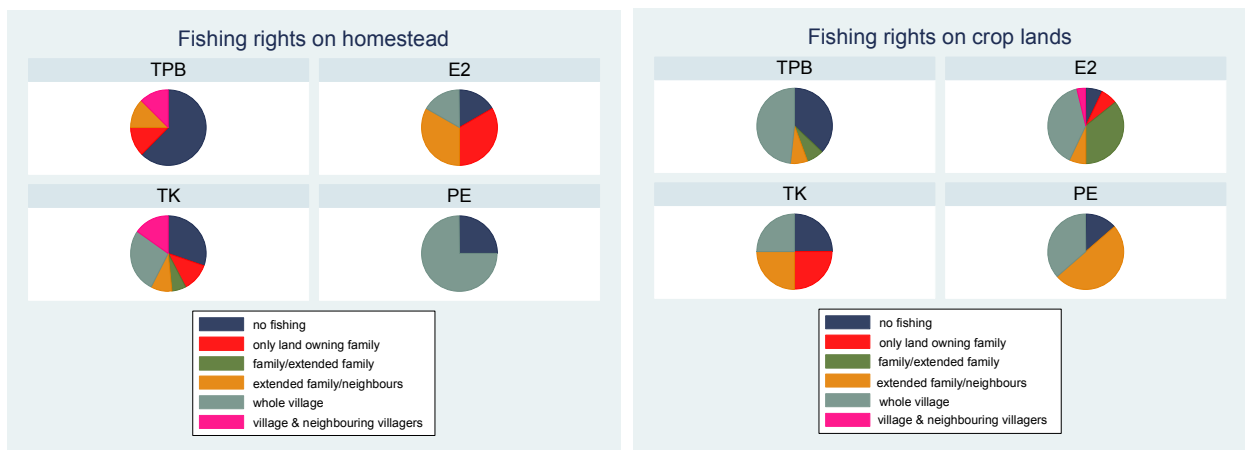 Fishing rights on homestead
TPB
E2
TK
PE
no fishing
only land owning family
family/extended family
extended family/neighbours
whole village
village & neighbouring villagers
Fishing rights on crop lands
TPB
E2
TK
PE
no fishing
only land owning family
family/extended family
extended family/neighbours
whole village
village & neighbouring villagers